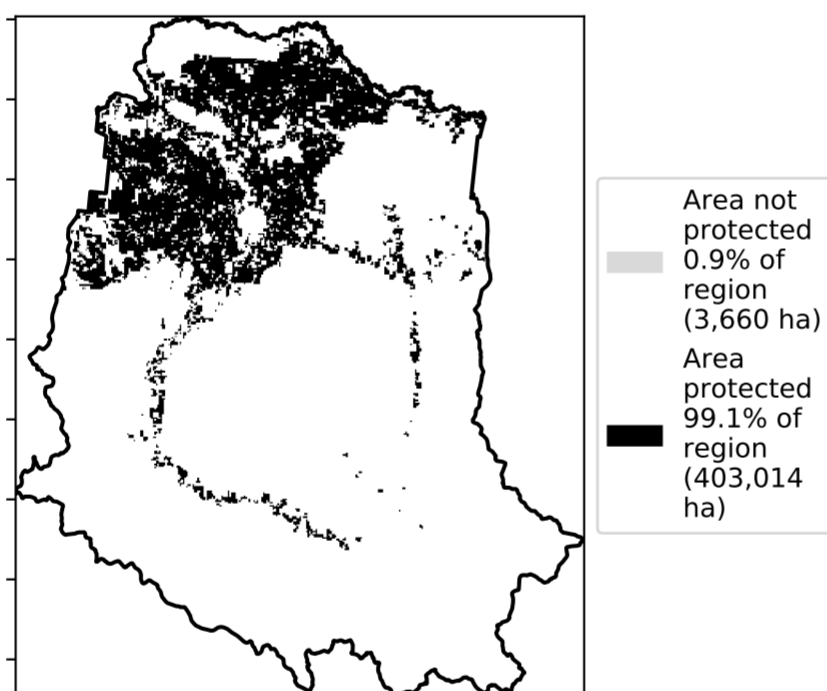 Area not
protected
0.9% of
region
(3,660 ha)
Area
protected
99.1% of
region
(403,014
ha)